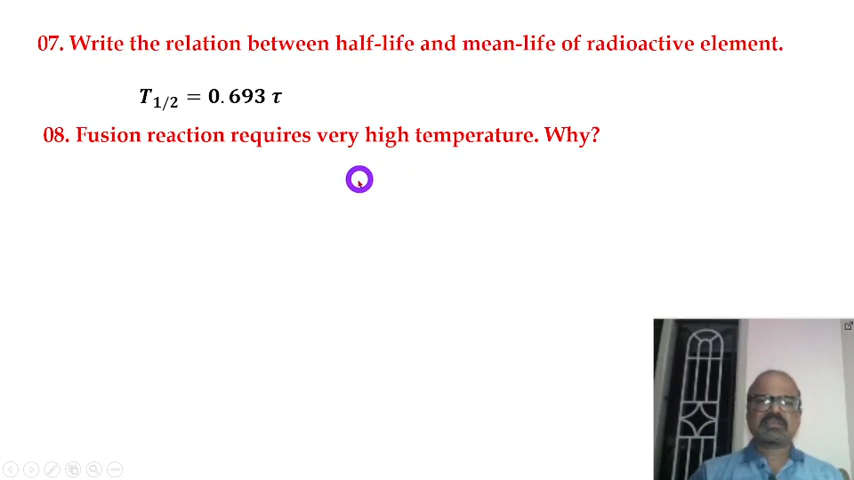 07. Write the relation between half-life and mean-life of radioactive element.
T₁/₂ = 0.693 τ
08. Fusion reaction requires very high temperature. Why?